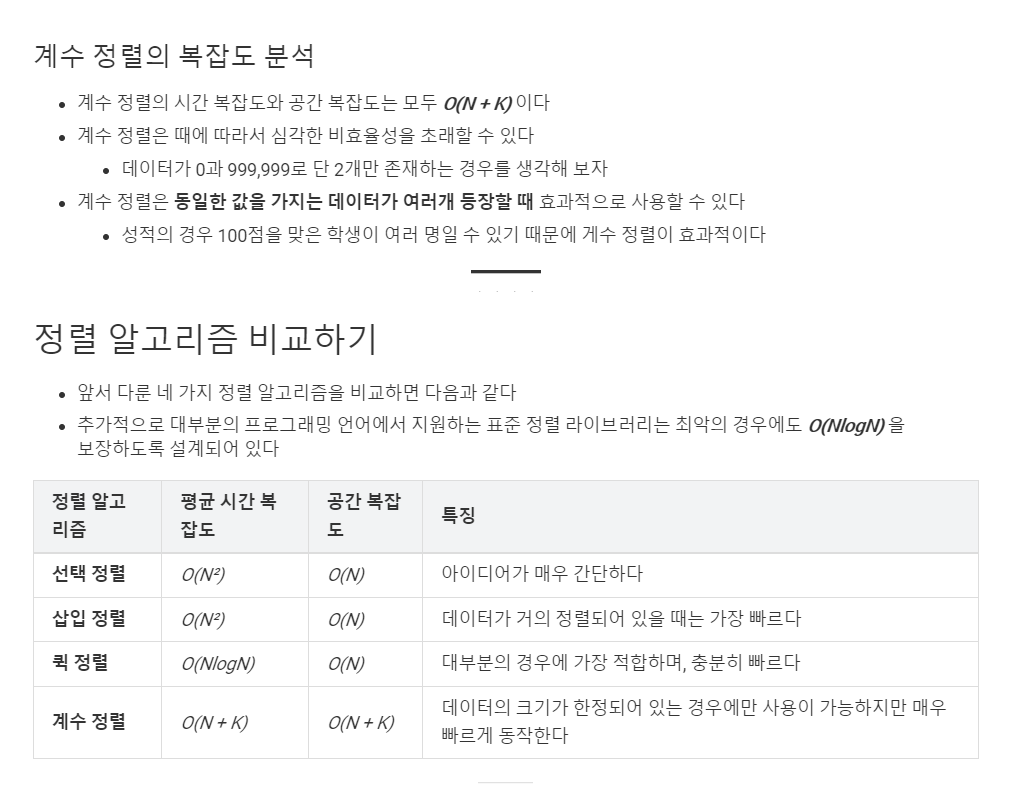 계수 정렬의 복잡도 분석
계수 정렬의 시간 복잡도와 공간 복잡도는 모두 O(N + K)이다
계수 정렬은 때에 따라서 심각한 비효율성을 초래할 수 있다
데이터가 0과 999,999로 단 2개만 존재하는 경우를 생각해 보자
계수 정렬은 동일한 값을 가지는 데이터가 여러개 등장할 때 효과적으로 사용할 수 있다
성적의 경우 100점을 맞은 학생이 여러 명일 수 있기 때문에 게수 정렬이 효과적이다
정렬 알고리즘 비교하기
앞서 다룬 네 가지 정렬 알고리즘을 비교하면 다음과 같다
추가적으로 대부분의 프로그래밍 언어에서 지원하는 표준 정렬 라이브러리는 최악의 경우에도 O(NlogN)을
보장하도록 설계되어 있다
정렬 알고
리즘
평균 시간 복
잡도
공간 복잡
도
특징
선택 정렬 O(N²) O(N) 아이디어가 매우 간단하다
삽입 정렬 O(N²) O(N) 데이터가 거의 정렬되어 있을 때는 가장 빠르다
퀵 정렬 O(NlogN) O(N) 대부분의 경우에 가장 적합하며, 충분히 빠르다
계수 정렬 O(N + K) O(N + K) 데이터의 크기가 한정되어 있는 경우에만 사용이 가능하지만 매우
빠르게 동작한다